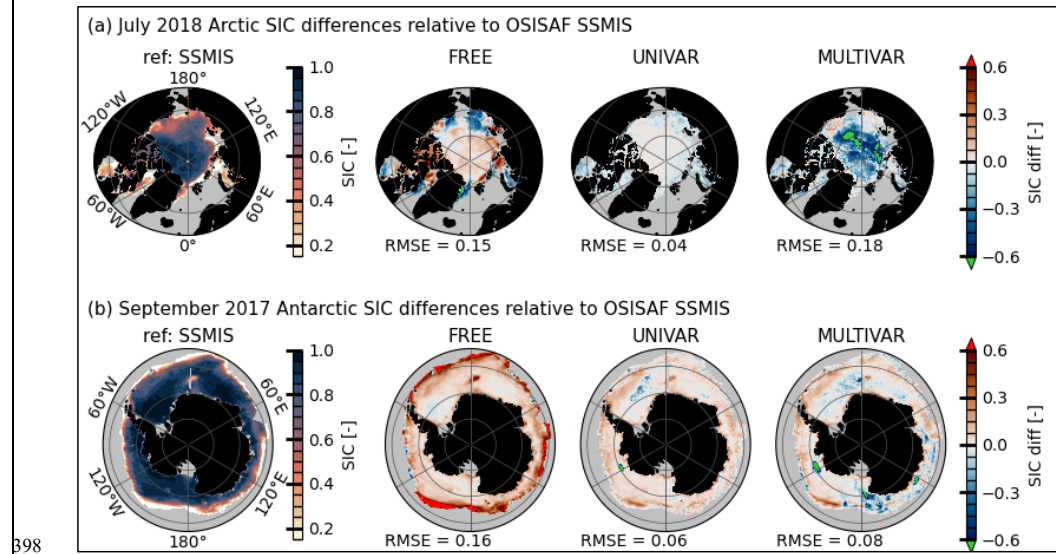 (a) July 2018 Arctic SIC differences relative to OSISAF SSMIS
ref: SSMIS
FREE
UNIVAR
MULTIVAR
180°
120°W
120°E
60°W
60°E
0°
1.0
0.8
0.6
0.4
0.2
SIC [-]
RMSE = 0.15
RMSE = 0.04
RMSE = 0.18
0.6
0.3
0.0
−0.3
−0.6
SIC diff [-]
(b) September 2017 Antarctic SIC differences relative to OSISAF SSMIS
ref: SSMIS
FREE
UNIVAR
MULTIVAR
60°W
60°E
120°W
120°E
180°
1.0
0.8
0.6
0.4
0.2
SIC [-]
RMSE = 0.16
RMSE = 0.06
RMSE = 0.08
0.6
0.3
0.0
−0.3
−0.6
SIC diff [-]
398